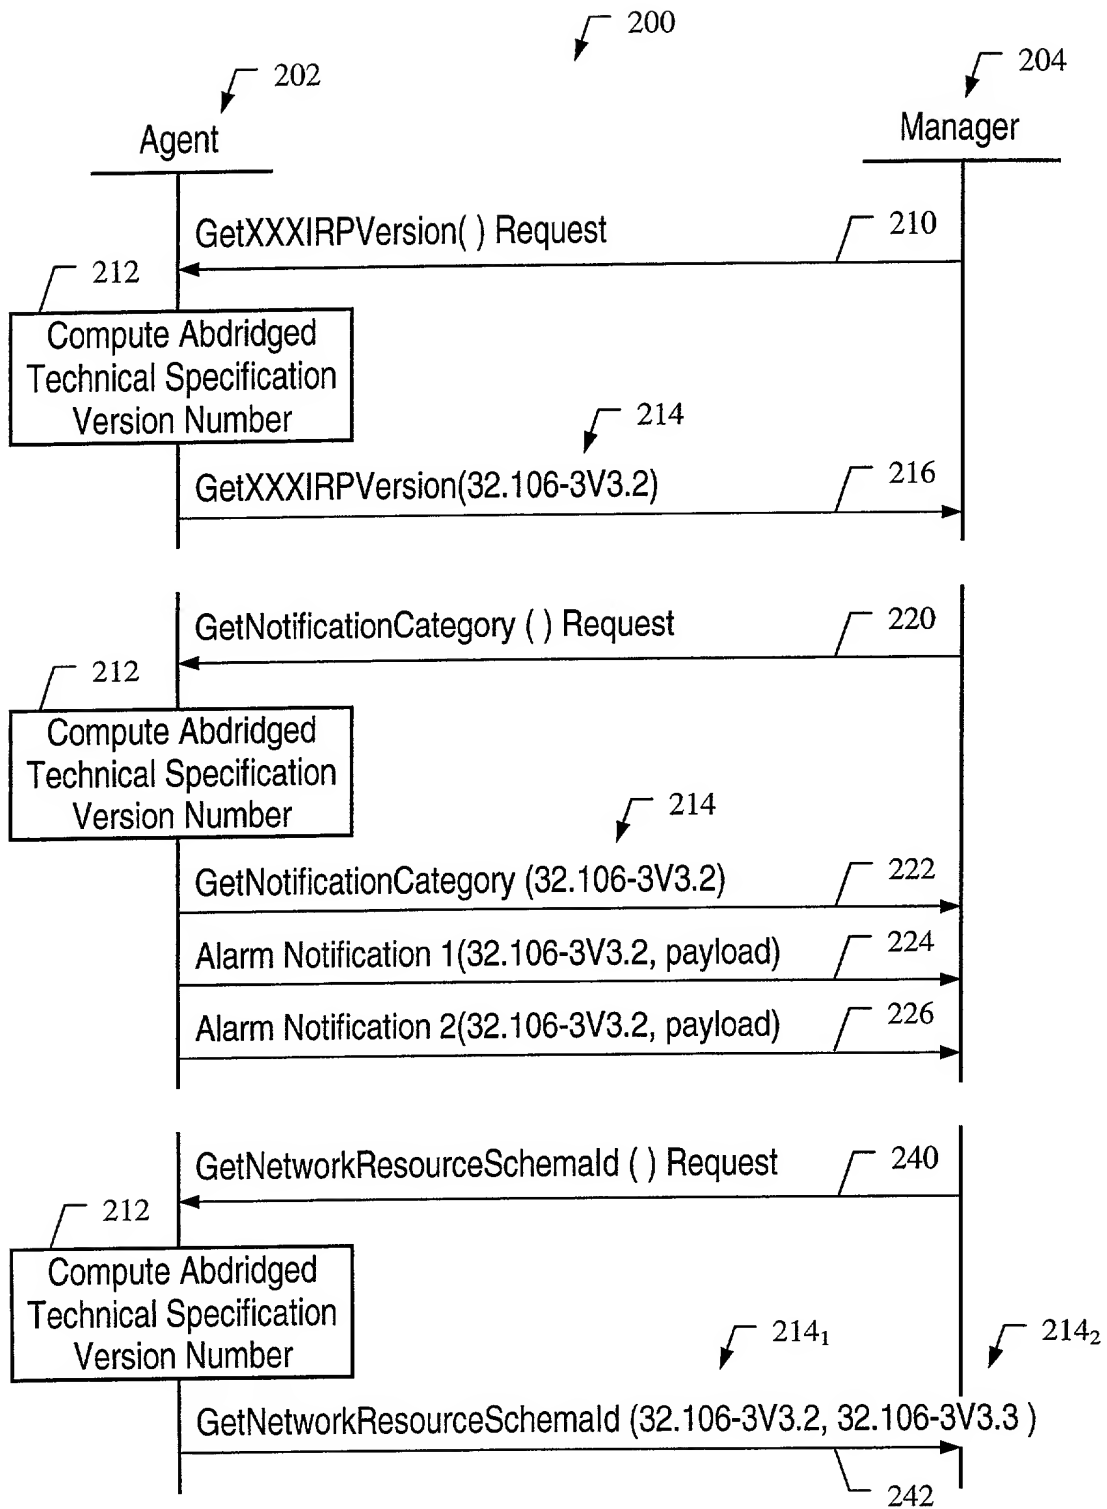 200
202
204
Agent
Manager
GetXXXIRPVersion( ) Request
210
212
Compute Abdridged
Technical Specification
Version Number
214
GetXXXIRPVersion(32.106-3V3.2)
216
GetNotificationCategory ( ) Request
220
212
Compute Abdridged
Technical Specification
Version Number
214
GetNotificationCategory (32.106-3V3.2)
222
Alarm Notification 1(32.106-3V3.2, payload)
224
Alarm Notification 2(32.106-3V3.2, payload)
226
GetNetworkResourceSchemaId ( ) Request
240
212
Compute Abdridged
Technical Specification
Version Number
214₁
214₂
GetNetworkResourceSchemaId (32.106-3V3.2, 32.106-3V3.3 )
242